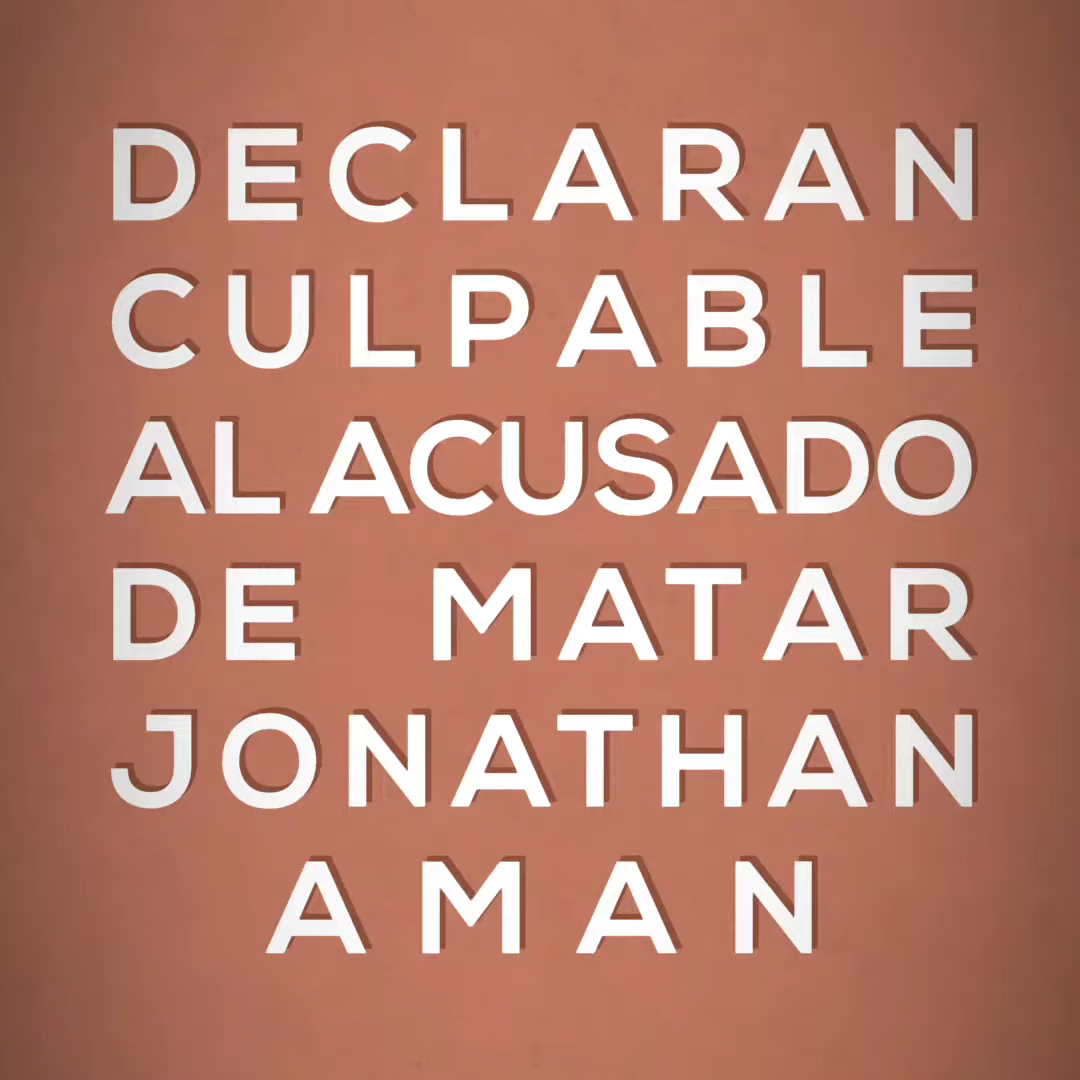 DECLARAN
CULPABLE
AL ACUSADO
DE MATAR
JONATHAN
AMAN